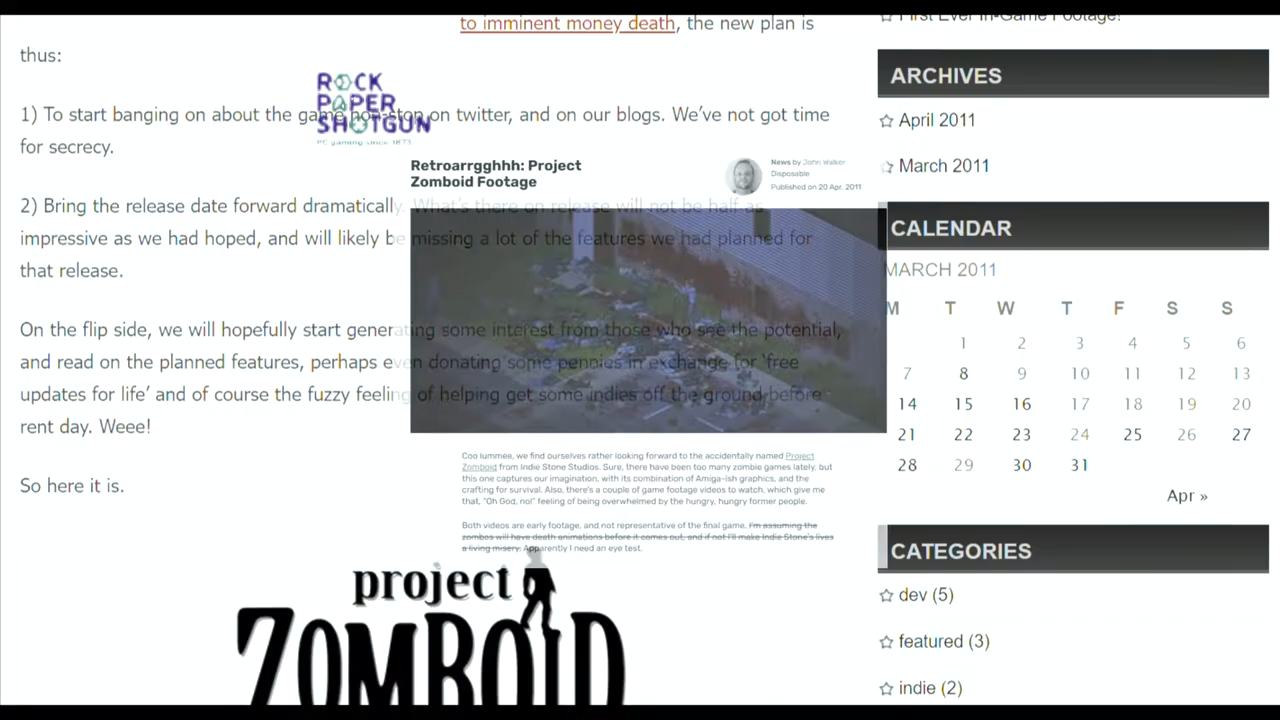 to imminent money death, the new plan is
thus:
1) To start banging on about the game non-stop on twitter, and on our blogs. We've not got time
for secrecy.
2) Bring the release date forward dramatically. What's there on release will not be half as
impressive as we had hoped, and will likely be missing a lot of the features we had planned for
that release.
On the flip side, we will hopefully start generating some interest from those who see the potential,
and read on the planned features, perhaps even donating some pennies in exchange for 'free
updates for life' and of course the fuzzy feeling of helping get some indies off the ground before
rent day. Weee!
So here it is.
project
ZOMBOID
ROCK
PAPER
SHOTGUN
PC gaming since 1873
Retroarrgghhh: Project
Zomboid Footage
News by John Walker
Disposable
Published on 20 Apr. 2011
Coo lummee, we find ourselves rather looking forward to the accidentally named Project
Zomboid from Indie Stone Studios. Sure, there have been too many zombie games lately, but
this one captures our imagination, with its combination of Amiga-ish graphics, and the
crafting for survival. Also, there's a couple of game footage videos to watch, which give me
that, "Oh God, no!" feeling of being overwhelmed by the hungry, hungry former people.
Both videos are early footage, and not representative of the final game. I'm assuming the
zombos will have death animations before it comes out, and if not I'll make Indie Stone's lives
a living misery. Apparently I need an eye test.
First Ever In-Game Footage!
ARCHIVES
April 2011
March 2011
CALENDAR
MARCH 2011
M T W T F S S
1 2 3 4 5 6
7 8 9 10 11 12 13
14 15 16 17 18 19 20
21 22 23 24 25 26 27
28 29 30 31
Apr »
CATEGORIES
dev (5)
featured (3)
indie (2)